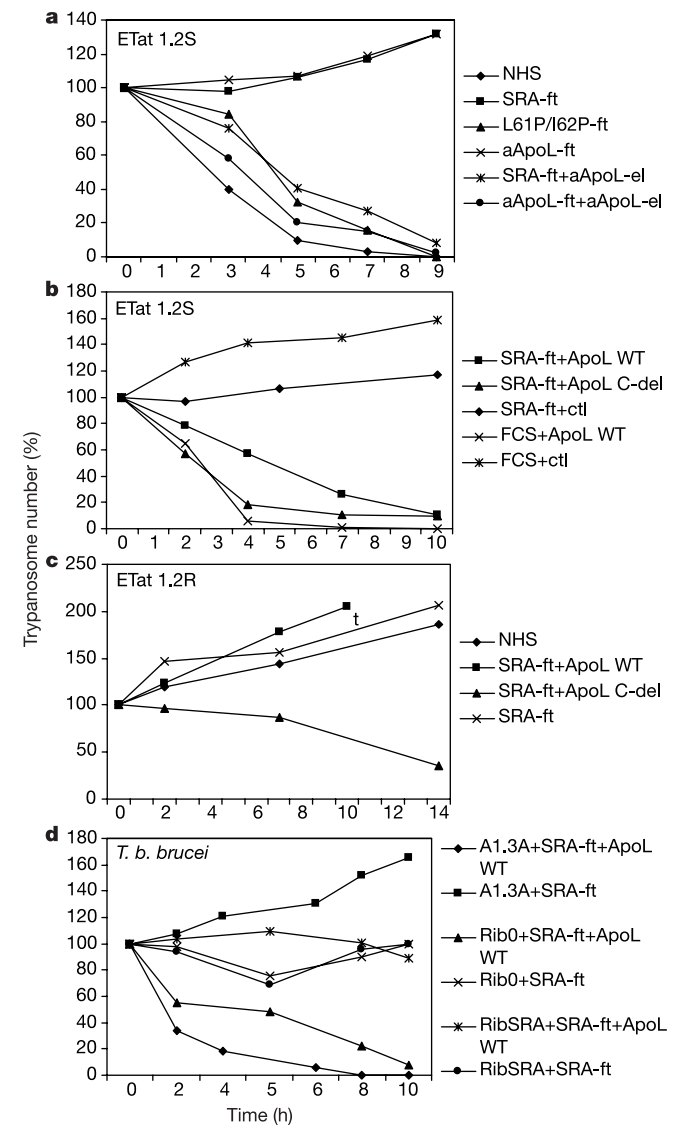 a
ETat 1.2S
140
120
100
80
60
40
20
0
0 1 2 3 4 5 6 7 8 9
NHS
SRA-ft
L61P/I62P-ft
aApoL-ft
SRA-ft+aApoL-el
aApoL-ft+aApoL-el
b
ETat 1.2S
180
160
140
120
100
80
60
40
20
0
0 1 2 4 5 6 7 8 9 10
SRA-ft+ApoL WT
SRA-ft+ApoL C-del
SRA-ft+ctl
FCS+ApoL WT
FCS+ctl
Trypanosome number (%)
c
ETat 1.2R
250
200
150
100
50
0
t
0 2 4 6 8 10 12 14
NHS
SRA-ft+ApoL WT
SRA-ft+ApoL C-del
SRA-ft
d
T. b. brucei
180
160
140
120
100
80
60
40
20
0
0 2 4 5 6 8 10
Time (h)
A1.3A+SRA-ft+ApoL
WT
A1.3A+SRA-ft
Rib0+SRA-ft+ApoL
WT
Rib0+SRA-ft
RibSRA+SRA-ft+ApoL
WT
RibSRA+SRA-ft